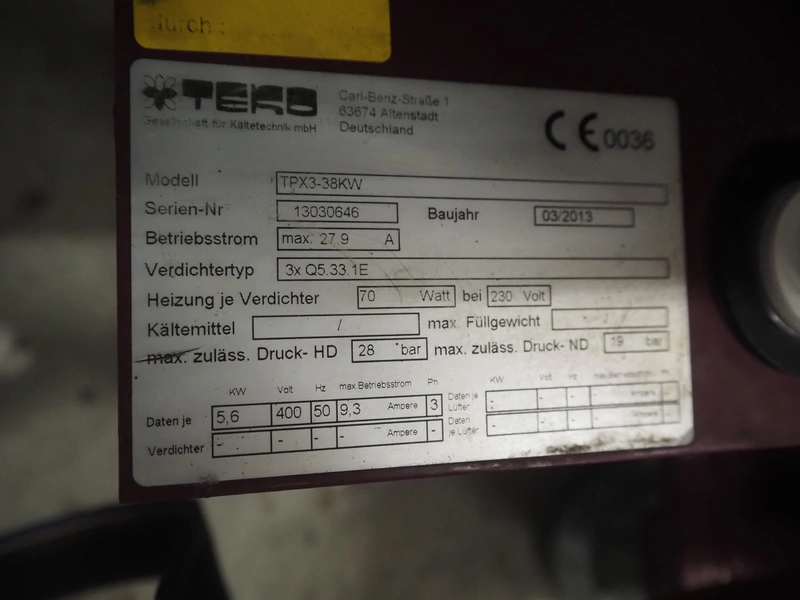 durch :
TEKO
Gesellschaft für Kältetechnik mbH
Carl-Benz-Straße 1
63674 Altenstadt
Deutschland
CE 0036
Modell TPX3-38KW
Serien-Nr 13030646 Baujahr 03/2013
Betriebsstrom max. 27.9 A
Verdichtertyp 3x Q5.33.1E
Heizung je Verdichter 70 Watt bei 230 Volt
Kältemittel / max. Füllgewicht /
max. zuläss. Druck- HD 28 bar max. zuläss. Druck- ND 19 bar
KW Volt Hz max.Betriebsstrom Ph KW Volt Hz max.Betriebsstrom Ph
Daten je 5,6 400 50 9,3 Ampere 3 Daten je Lüfter - - - - Ampere -
Verdichter - - - - Ampere - Daten je Lüfter - - - - Ampere -